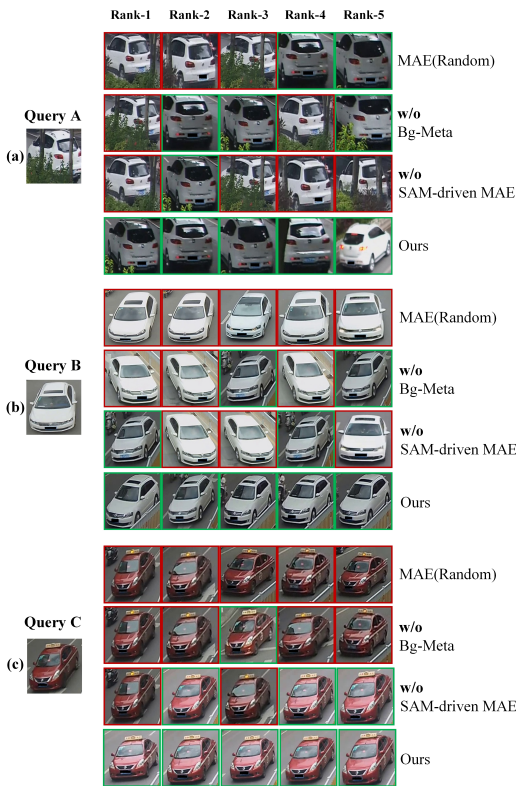 Rank-1 Rank-2 Rank-3 Rank-4 Rank-5
MAE(Random)
Query A
w/o
Bg-Meta
(a)
w/o
SAM-driven MAE
Ours
MAE(Random)
Query B
w/o
Bg-Meta
(b)
w/o
SAM-driven MAE
Ours
MAE(Random)
Query C
w/o
Bg-Meta
(c)
w/o
SAM-driven MAE
Ours